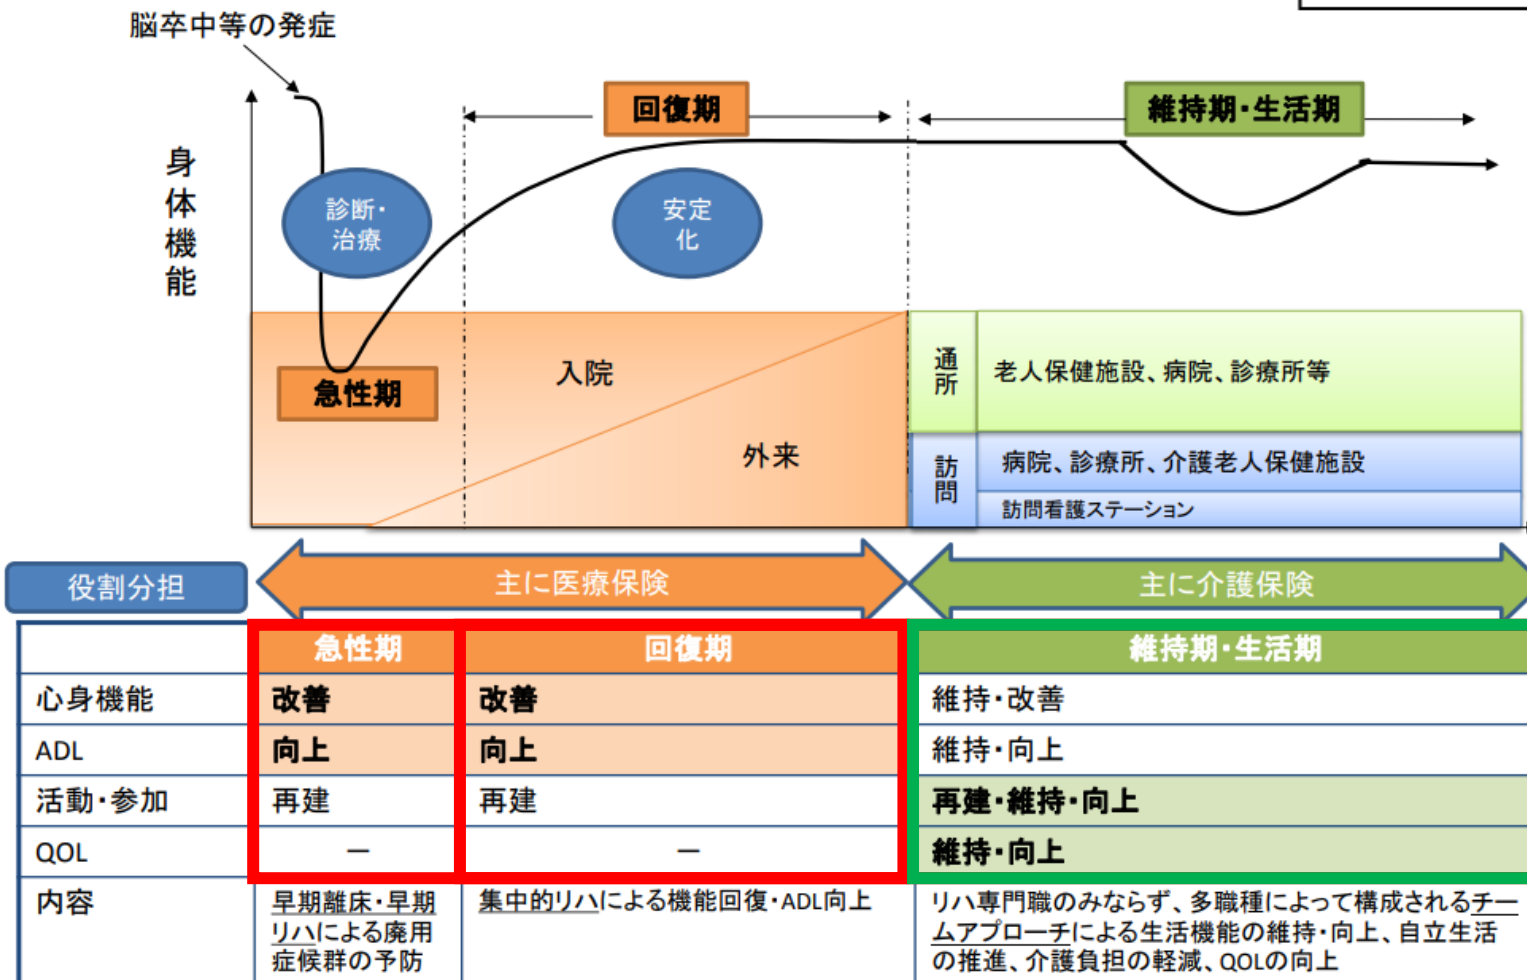 脳卒中等の発症
身体機能
回復期
維持期・生活期
診断・
治療
安定
化
急性期
入院
外来
通所
老人保健施設、病院、診療所等
訪問
病院、診療所、介護老人保健施設
訪問看護ステーション
役割分担
主に医療保険
主に介護保険
急性期 回復期 維持期・生活期
心身機能 改善 改善 維持・改善
ADL 向上 向上 維持・向上
活動・参加 再建 再建 再建・維持・向上
QOL ー ー 維持・向上
内容
早期離床・早期
リハによる廃用
症候群の予防
集中的リハによる機能回復・ADL向上
リハ専門職のみならず、多職種によって構成されるチー
ムアプローチによる生活機能の維持・向上、自立生活
の推進、介護負担の軽減、QOLの向上